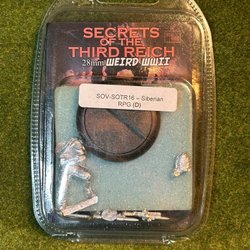 SECRETS
OF THE
THIRD REICH
28mm WEIRD WWII
SOV-SOTR16 – Siberian
RPG (D)